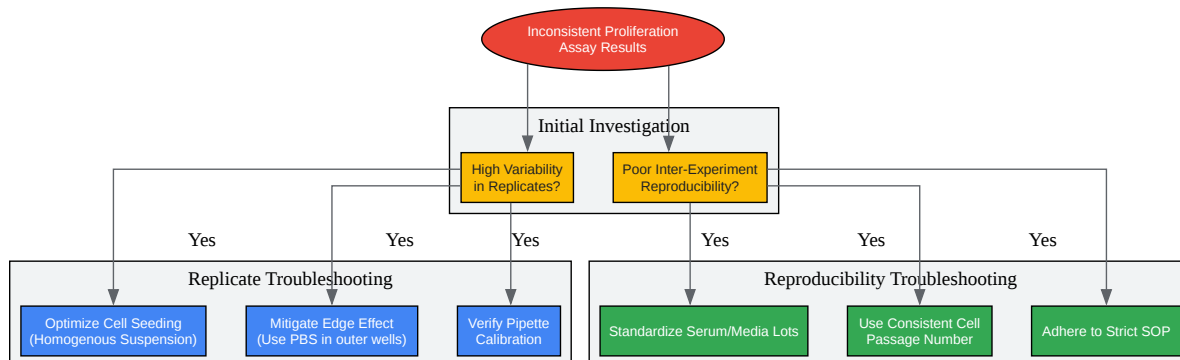 Inconsistent Proliferation
Assay Results
Initial Investigation
High Variability
in Replicates?
Poor Inter-Experiment
Reproducibility?
Yes
Yes
Yes
Yes
Yes
Yes
Replicate Troubleshooting
Reproducibility Troubleshooting
Optimize Cell Seeding
(Homogenous Suspension)
Mitigate Edge Effect
(Use PBS in outer wells)
Verify Pipette
Calibration
Standardize Serum/Media Lots
Use Consistent Cell
Passage Number
Adhere to Strict SOP